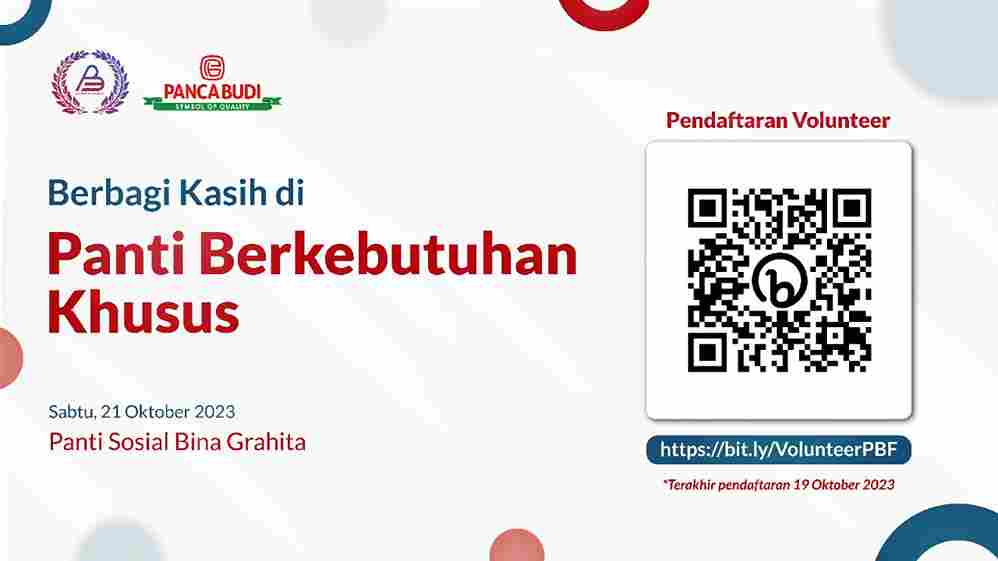 PANCA BUDI
SYMBOL OF QUALITY
Berbagi Kasih di
Panti Berkebutuhan
Khusus
Sabtu, 21 Oktober 2023
Panti Sosial Bina Grahita
Pendaftaran Volunteer
https://bit.ly/VolunteerPBF
*Terakhir pendaftaran 19 Oktober 2023